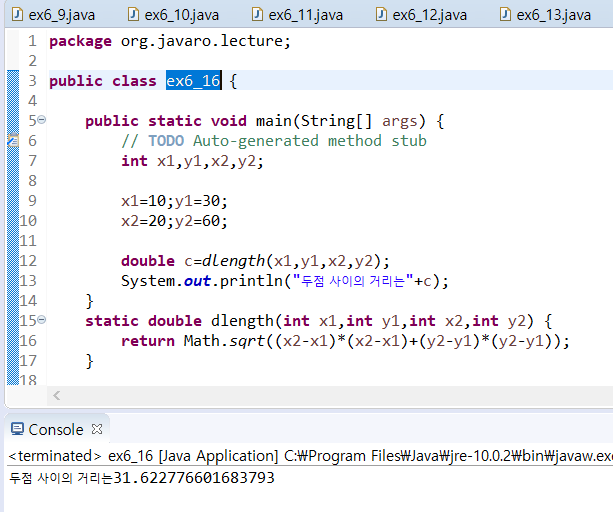 ex6_9.java ex6_10.java ex6_11.java ex6_12.java ex6_13.java
1 package org.javaro.lecture;
2
3 public class ex6_16 {
4
5 public static void main(String[] args) {
6 // TODO Auto-generated method stub
7 int x1,y1,x2,y2;
8
9 x1=10;y1=30;
10 x2=20;y2=60;
11
12 double c=dlength(x1,y1,x2,y2);
13 System.out.println("두점 사이의 거리는"+c);
14 }
15 static double dlength(int x1,int y1,int x2,int y2) {
16 return Math.sqrt((x2-x1)*(x2-x1)+(y2-y1)*(y2-y1));
17 }
18
Console
<terminated> ex6_16 [Java Application] C:₩Program Files₩Java₩jre-10.0.2₩bin₩javaw.ex
두점 사이의 거리는31.622776601683793